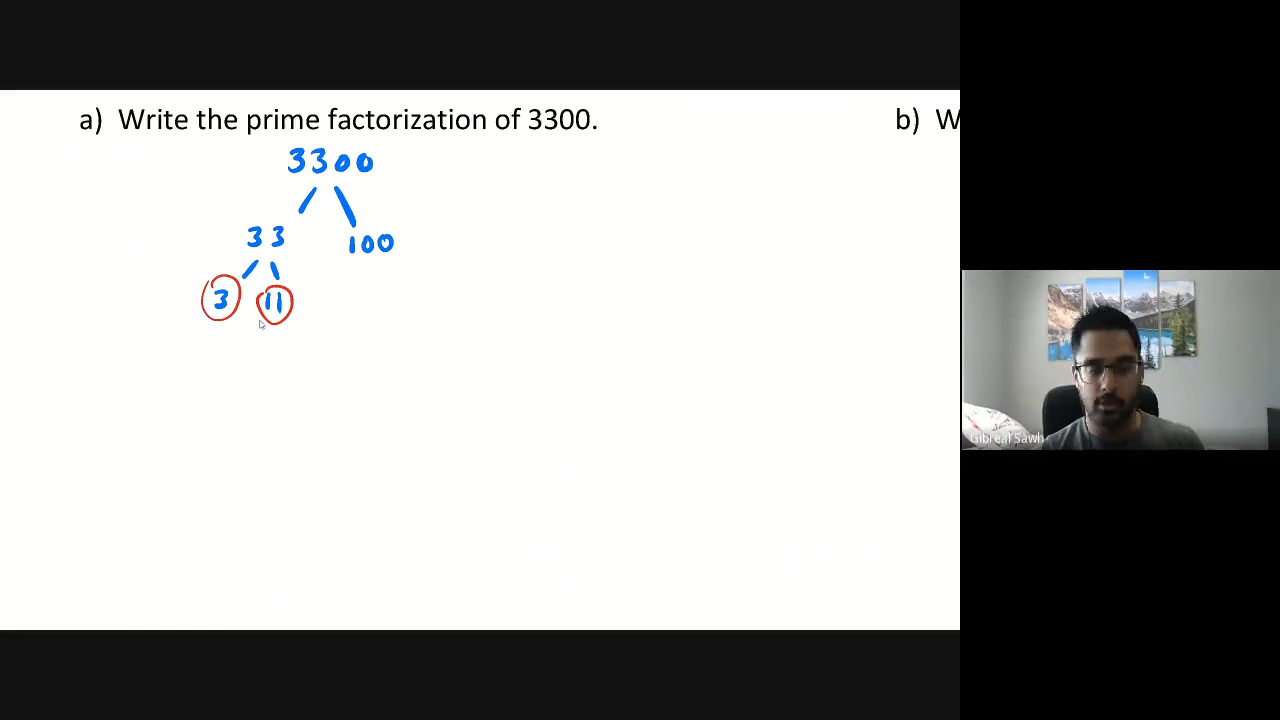 a) Write the prime factorization of 3300.
b) W
3300
33 100
3 11
Gibreal Sawh